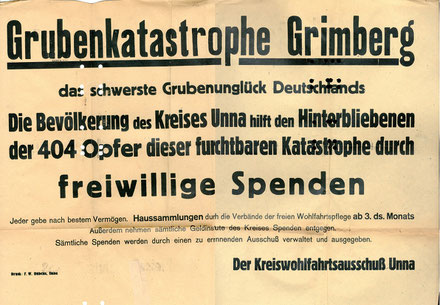 Grubenkatastrophe Grimberg
das schwerste Grubenunglück Deutschlands
Die Bevölkerung des Kreises Unna hilft den Hinterbliebenen
der 404 Opfer dieser furchtbaren Katastrophe durch
freiwillige Spenden
Jeder gebe nach bestem Vermögen. Haussammlungen durch die Verbände der freien Wohlfahrtspflege ab 3. ds. Monats
Außerdem nehmen sämtliche Geldinstitute des Kreises Spenden entgegen.
Sämtliche Spenden werden durch einen zu ernnenden Ausschuß verwaltet und ausgegeben.
Der Kreiswohlfahrtsausschuß Unna
Druck: F. W. Unna